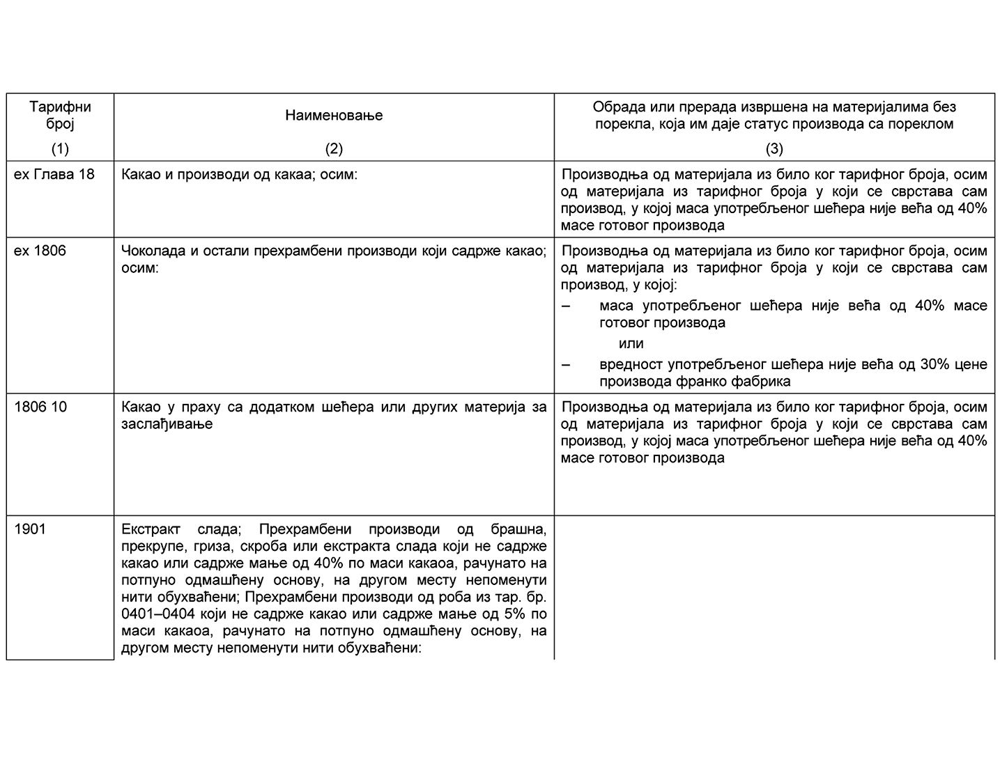 Тарифни
број
(1)
Наименовање
(2)
Обрада или прерада извршена на материјалима без
порекла, која им даје статус производа са пореклом
(3)
ex Глава 18
Какао и производи од какаа; осим:
Производња од материјала из било ког тарифног броја, осим
од материјала из тарифног броја у који се сврстава сам
производ, у којој маса употребљеног шећера није већа од 40%
масе готовог производа
ex 1806
Чоколада и остали прехрамбени производи који садрже какао;
осим:
Производња од материјала из било ког тарифног броја, осим
од материјала из тарифног броја у који се сврстава сам
производ, у којој:
– маса употребљеног шећера није већа од 40% масе
готовог производа
или
– вредност употребљеног шећера није већа од 30% цене
производа франко фабрика
1806 10
Какао у праху са додатком шећера или других материја за
заслађивање
Производња од материјала из било ког тарифног броја, осим
од материјала из тарифног броја у који се сврстава сам
производ, у којој маса употребљеног шећера није већа од 40%
масе готовог производа
1901
Екстракт слада; Прехрамбени производи од брашна,
прекрупе, гриза, скроба или екстракта слада који не садрже
какао или садрже мање од 40% по маси какаоа, рачунато на
потпуно одмашћену основу, на другом месту непоменути
нити обухваћени; Прехрамбени производи од роба из тар. бр.
0401–0404 који не садрже какао или садрже мање од 5% по
маси какаоа, рачунато на потпуно одмашћену основу, на
другом месту непоменути нити обухваћени: